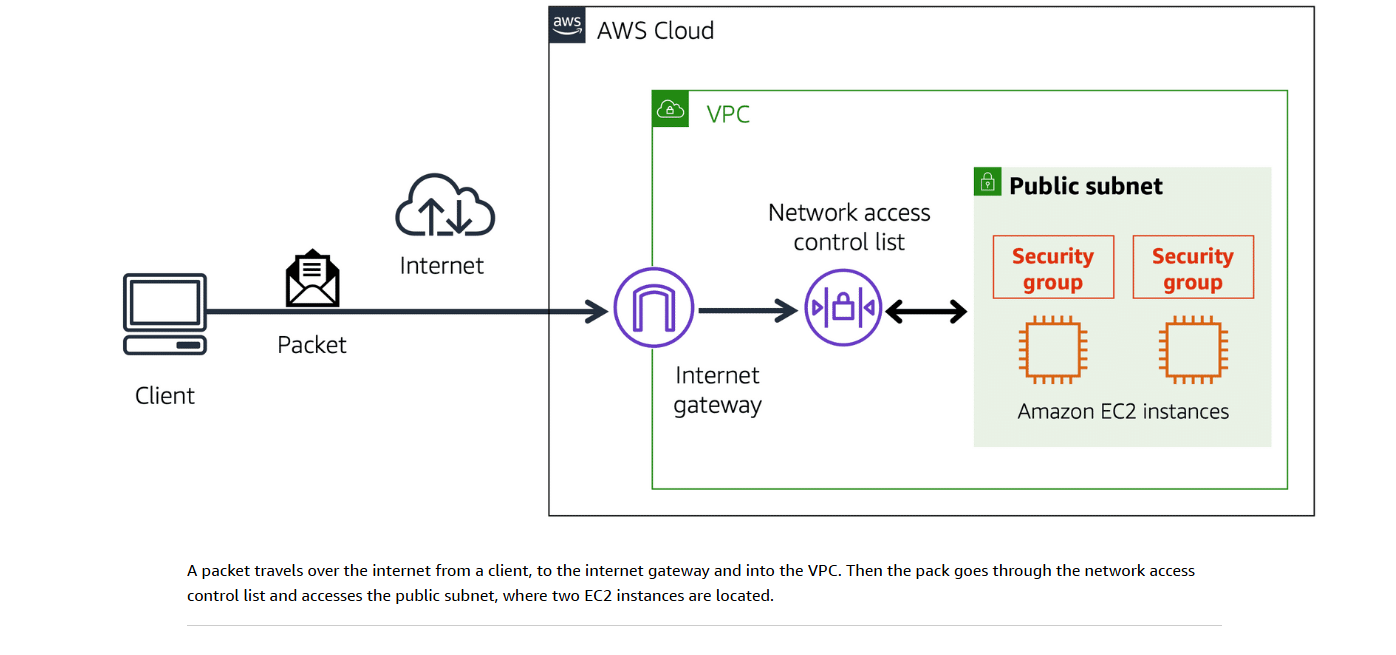 aws
AWS Cloud
VPC
Public subnet
Network access
control list
Security
group
Security
group
Internet
Packet
Internet
gateway
Client
Amazon EC2 instances
A packet travels over the internet from a client, to the internet gateway and into the VPC. Then the pack goes through the network access
control list and accesses the public subnet, where two EC2 instances are located.